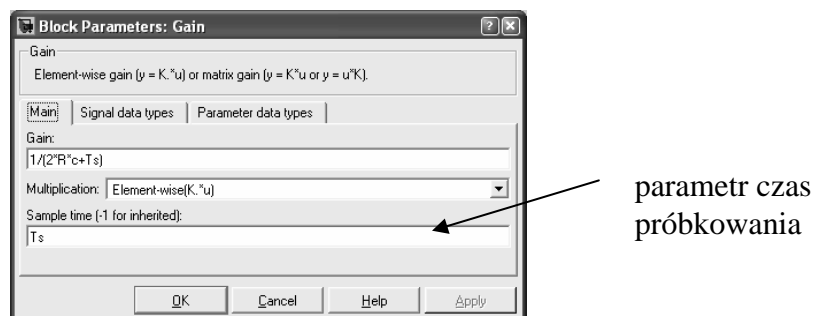 Block Parameters: Gain
Gain
Element-wise gain (y = K.*u) or matrix gain (y = K*u or y = u*K).
Main Signal data types Parameter data types
Gain:
1/(2*R*c+Ts)
Multiplication: Element-wise(K.*u)
Sample time (-1 for inherited):
Ts
OK Cancel Help Apply
parametr czas
próbkowania